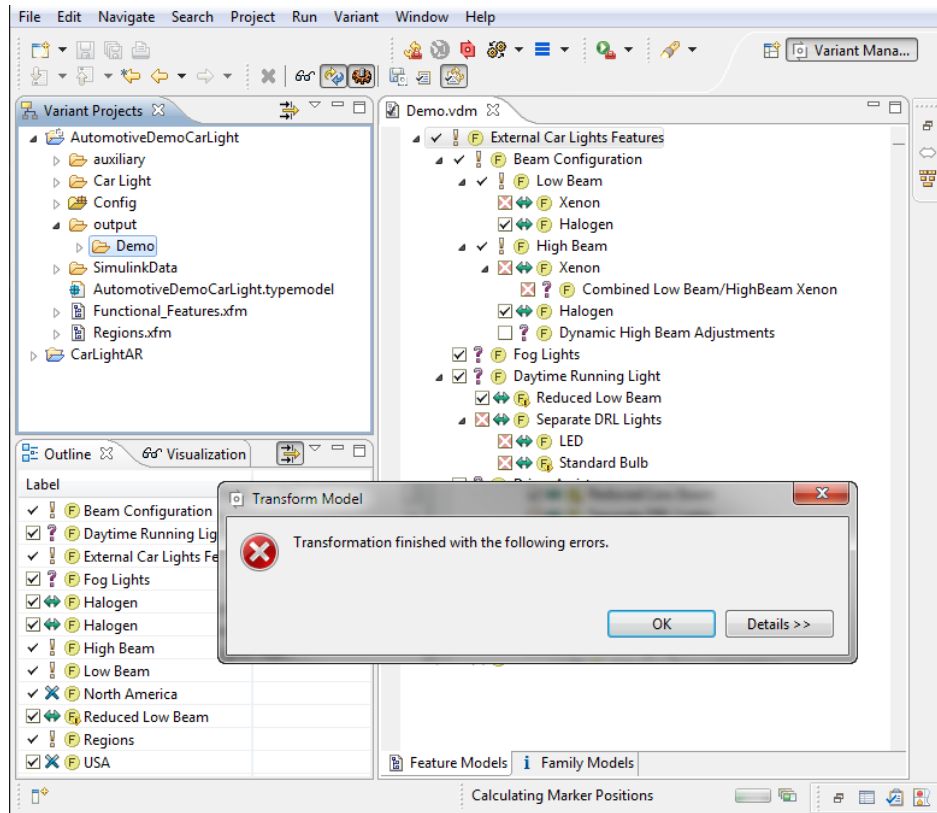 File Edit Navigate Search Project Run Variant Window Help
Variant Mana...
Variant Projects
AutomotiveDemoCarLight
auxiliary
Car Light
Config
output
Demo
SimulinkData
AutomotiveDemoCarLight.typemodel
Functional_Features.xfm
Regions.xfm
CarLightAR
Demo.vdm
External Car Lights Features
Beam Configuration
Low Beam
Xenon
Halogen
High Beam
Xenon
Combined Low Beam/HighBeam Xenon
Halogen
Dynamic High Beam Adjustments
Fog Lights
Daytime Running Light
Reduced Low Beam
Separate DRL Lights
LED
Standard Bulb
Outline Visualization
Label
Beam Configuration
Daytime Running Lig
External Car Lights Fe
Fog Lights
Halogen
Halogen
High Beam
Low Beam
North America
Reduced Low Beam
Regions
USA
Transform Model
Transformation finished with the following errors.
OK Details >>
Feature Models Family Models
Calculating Marker Positions